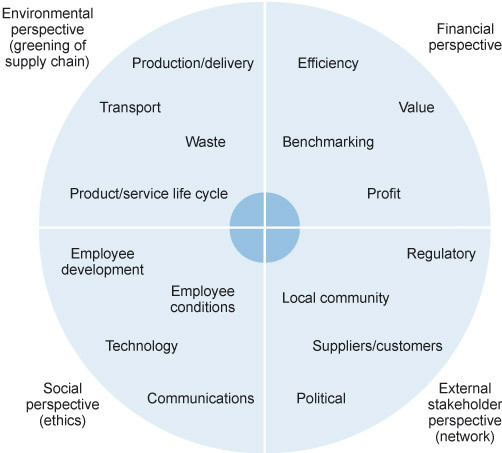 Environmental
perspective
(greening of
supply chain)
Financial
perspective
Production/delivery
Transport
Waste
Product/service life cycle
Efficiency
Value
Benchmarking
Profit
Employee
development
Employee
conditions
Technology
Communications
Regulatory
Local community
Suppliers/customers
Political
Social
perspective
(ethics)
External
stakeholder
perspective
(network)